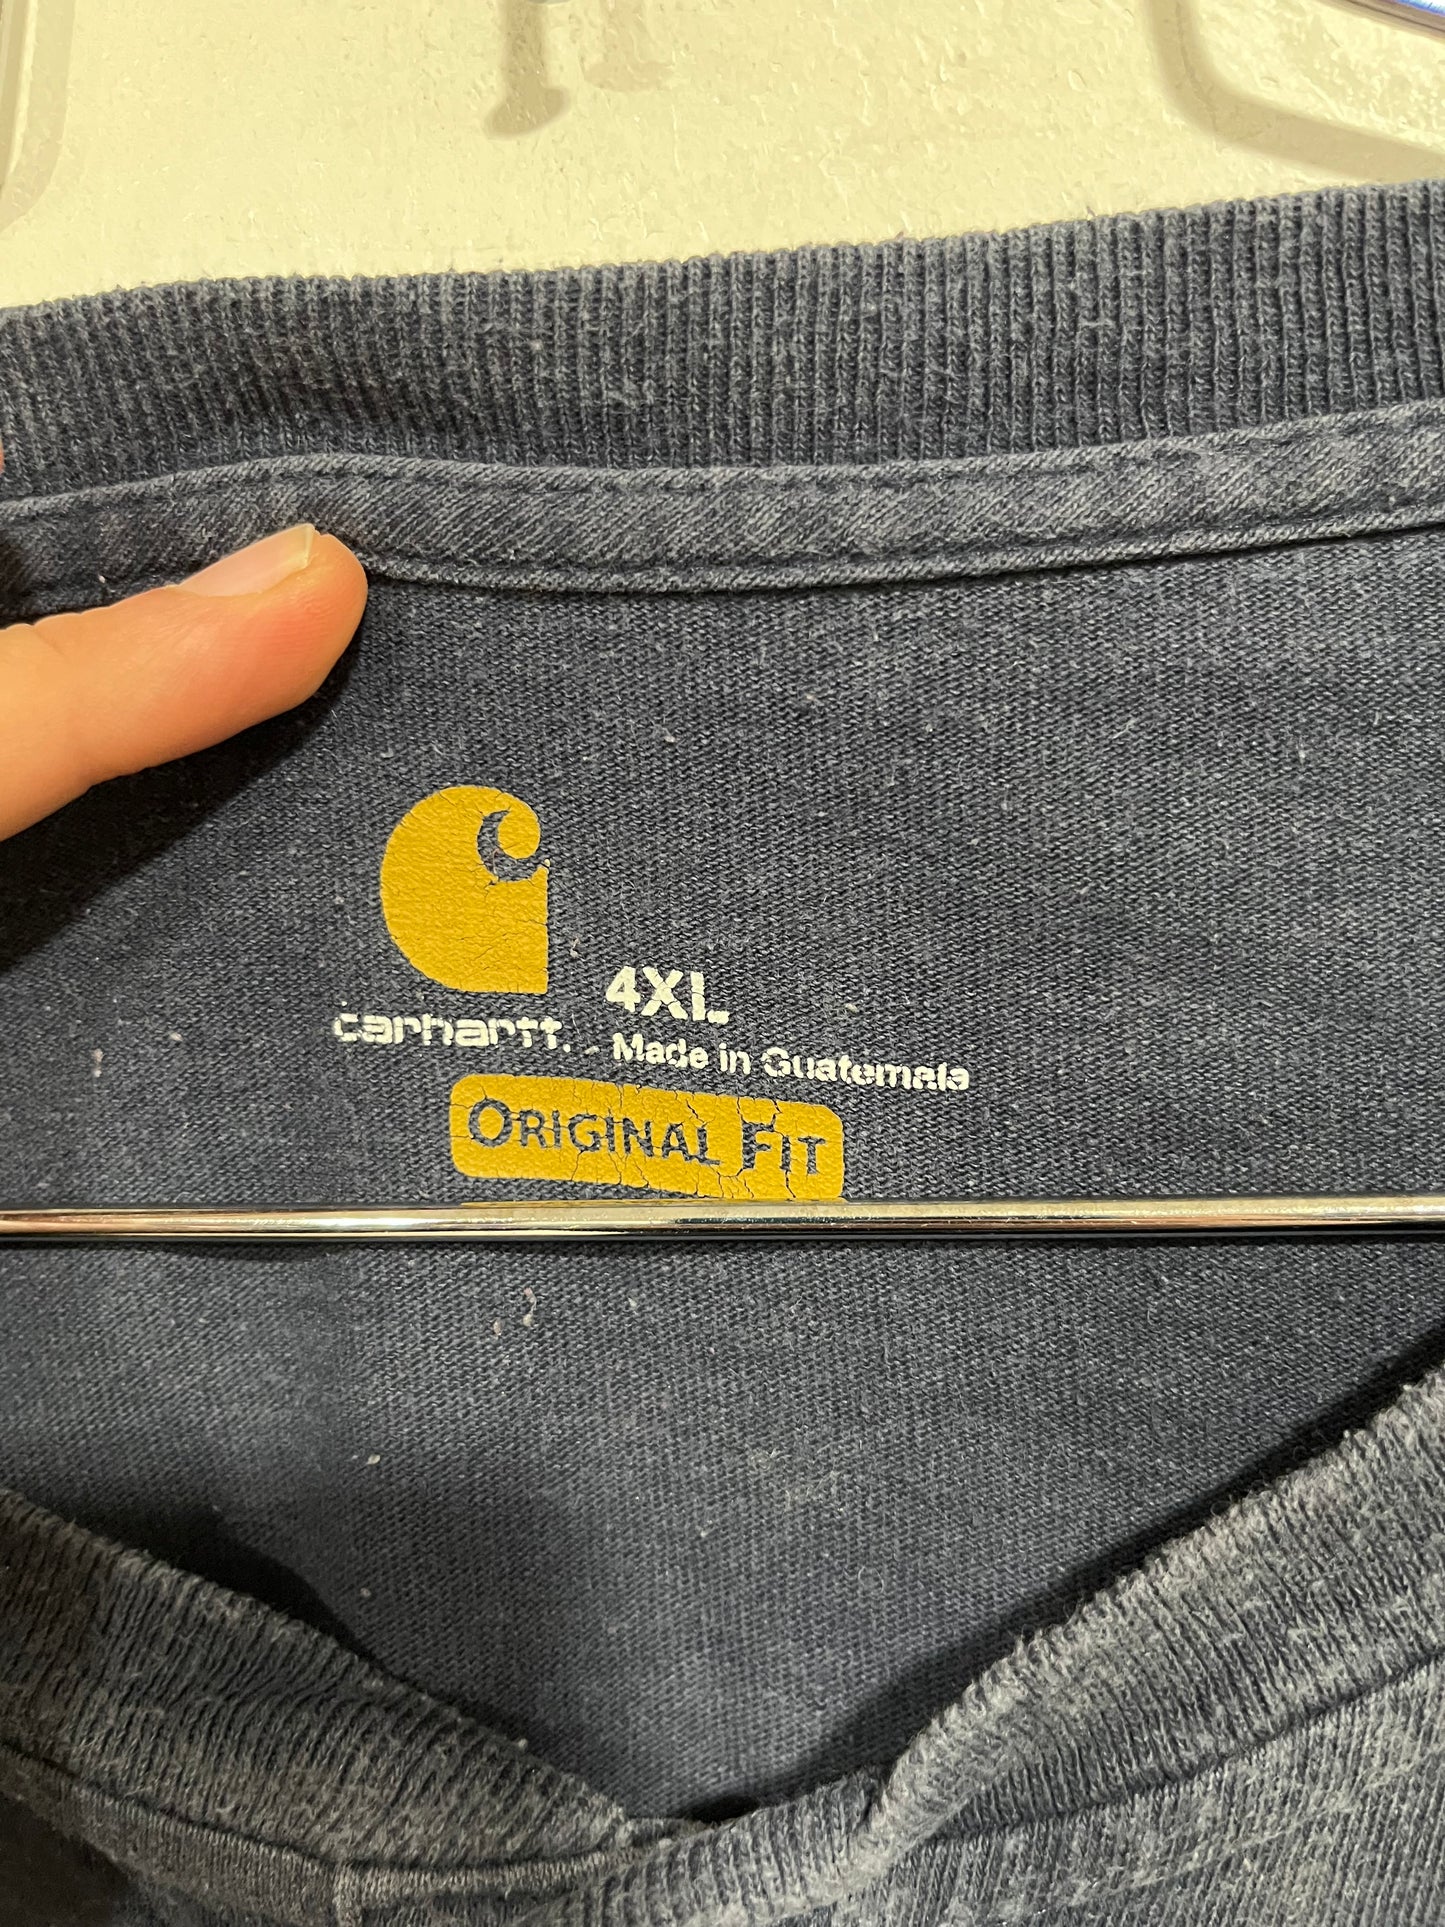 4XL
carhartt.
Made in Guatemala
ORIGINAL FIT